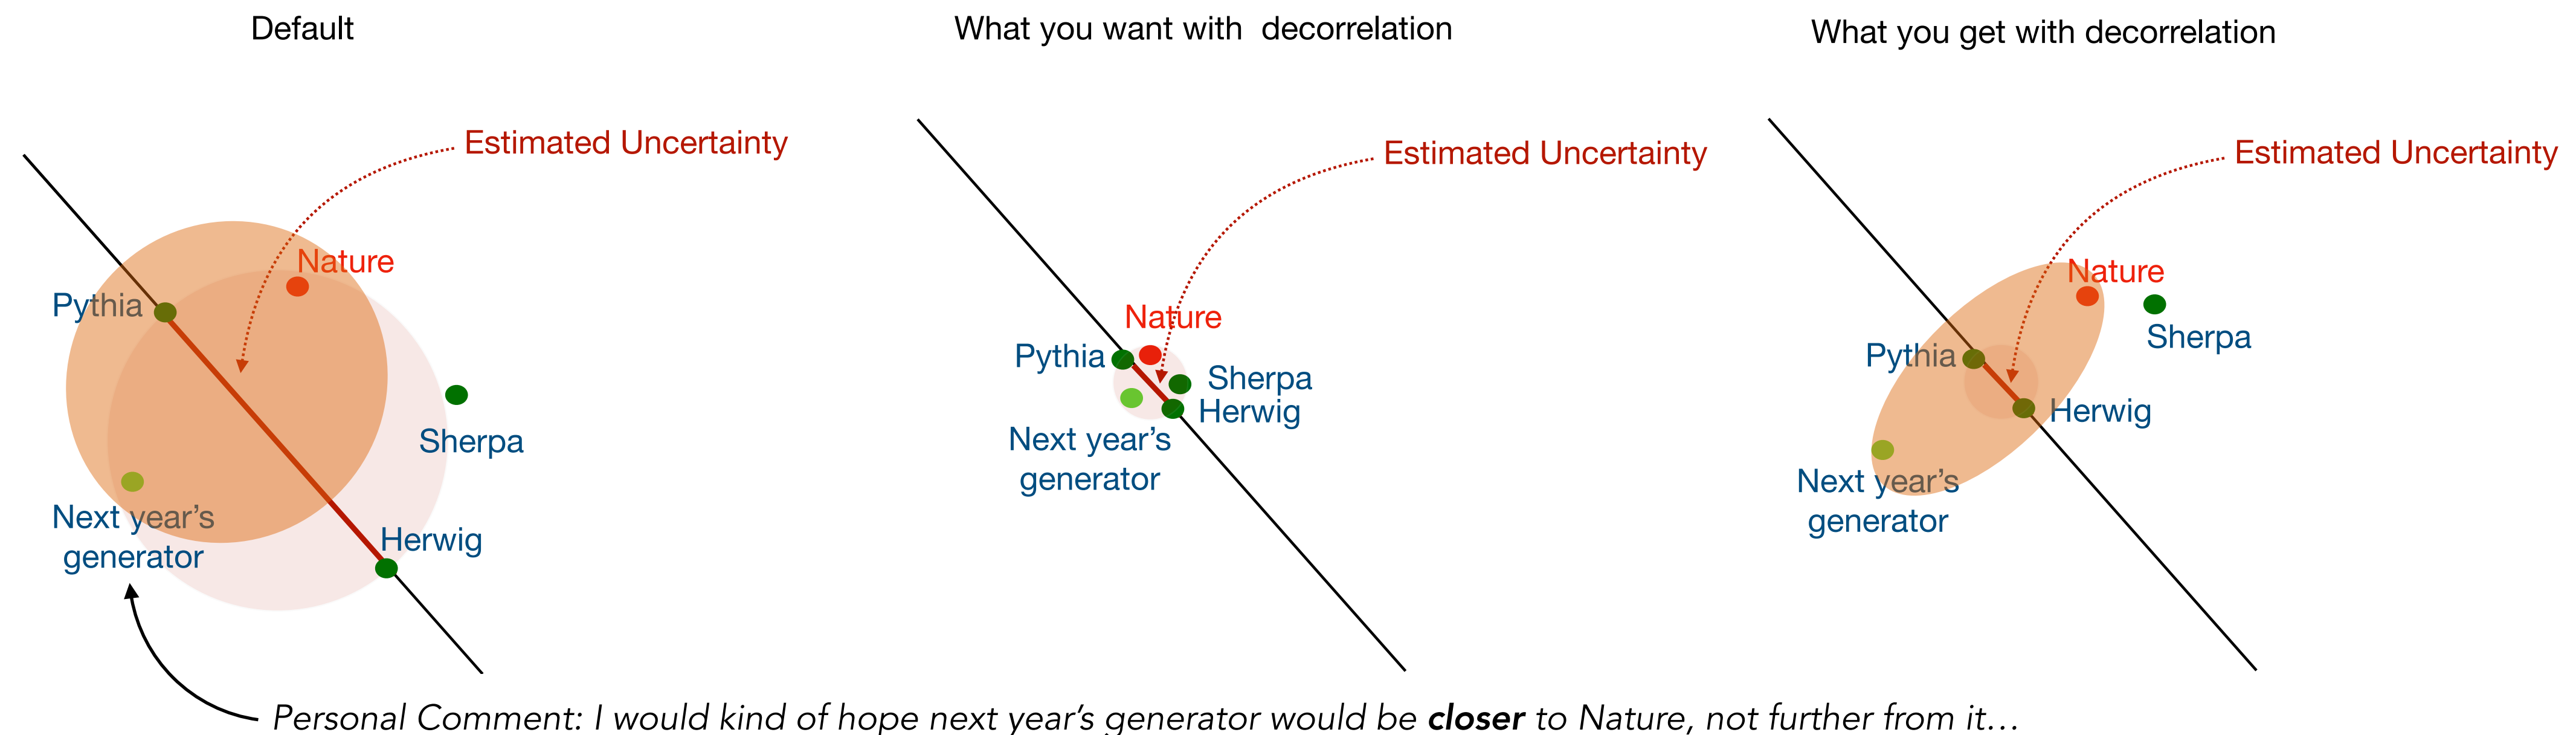 Default
Estimated Uncertainty
Nature
Pythia
Sherpa
Next year's
generator
Herwig
What you want with decorrelation
Estimated Uncertainty
Nature
Pythia
Sherpa
Herwig
Next year's
generator
What you get with decorrelation
Estimated Uncertainty
Nature
Sherpa
Pythia
Herwig
Next year's
generator
Personal Comment: I would kind of hope next year's generator would be closer to Nature, not further from it…